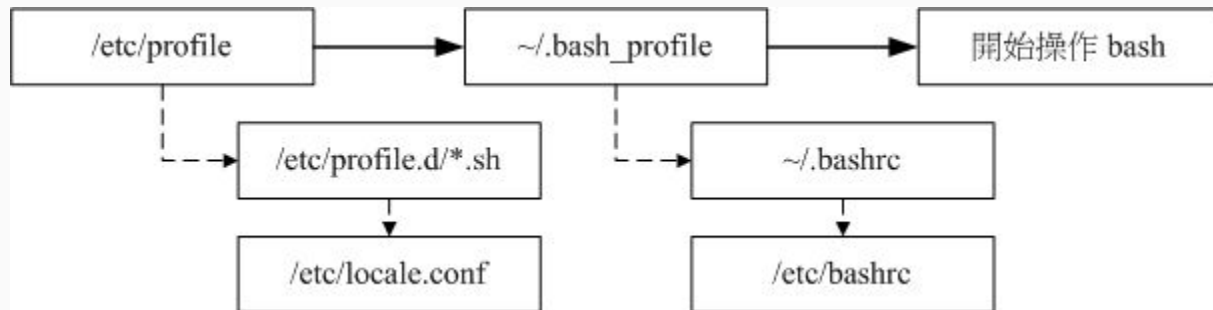 /etc/profile
~/.bash_profile
開始操作 bash
/etc/profile.d/*.sh
~/.bashrc
/etc/locale.conf
/etc/bashrc